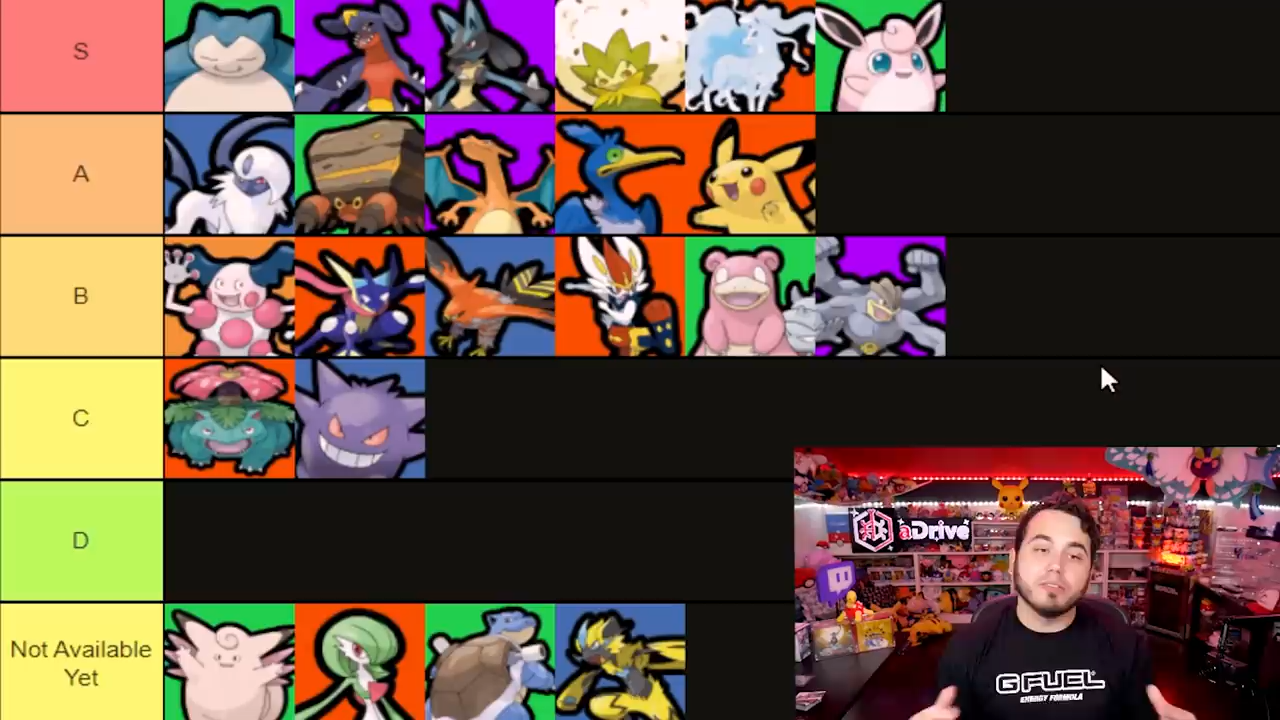 S
A
B
C
D
Not Available
Yet
aDrive
G FUEL
ENERGY FORMULA